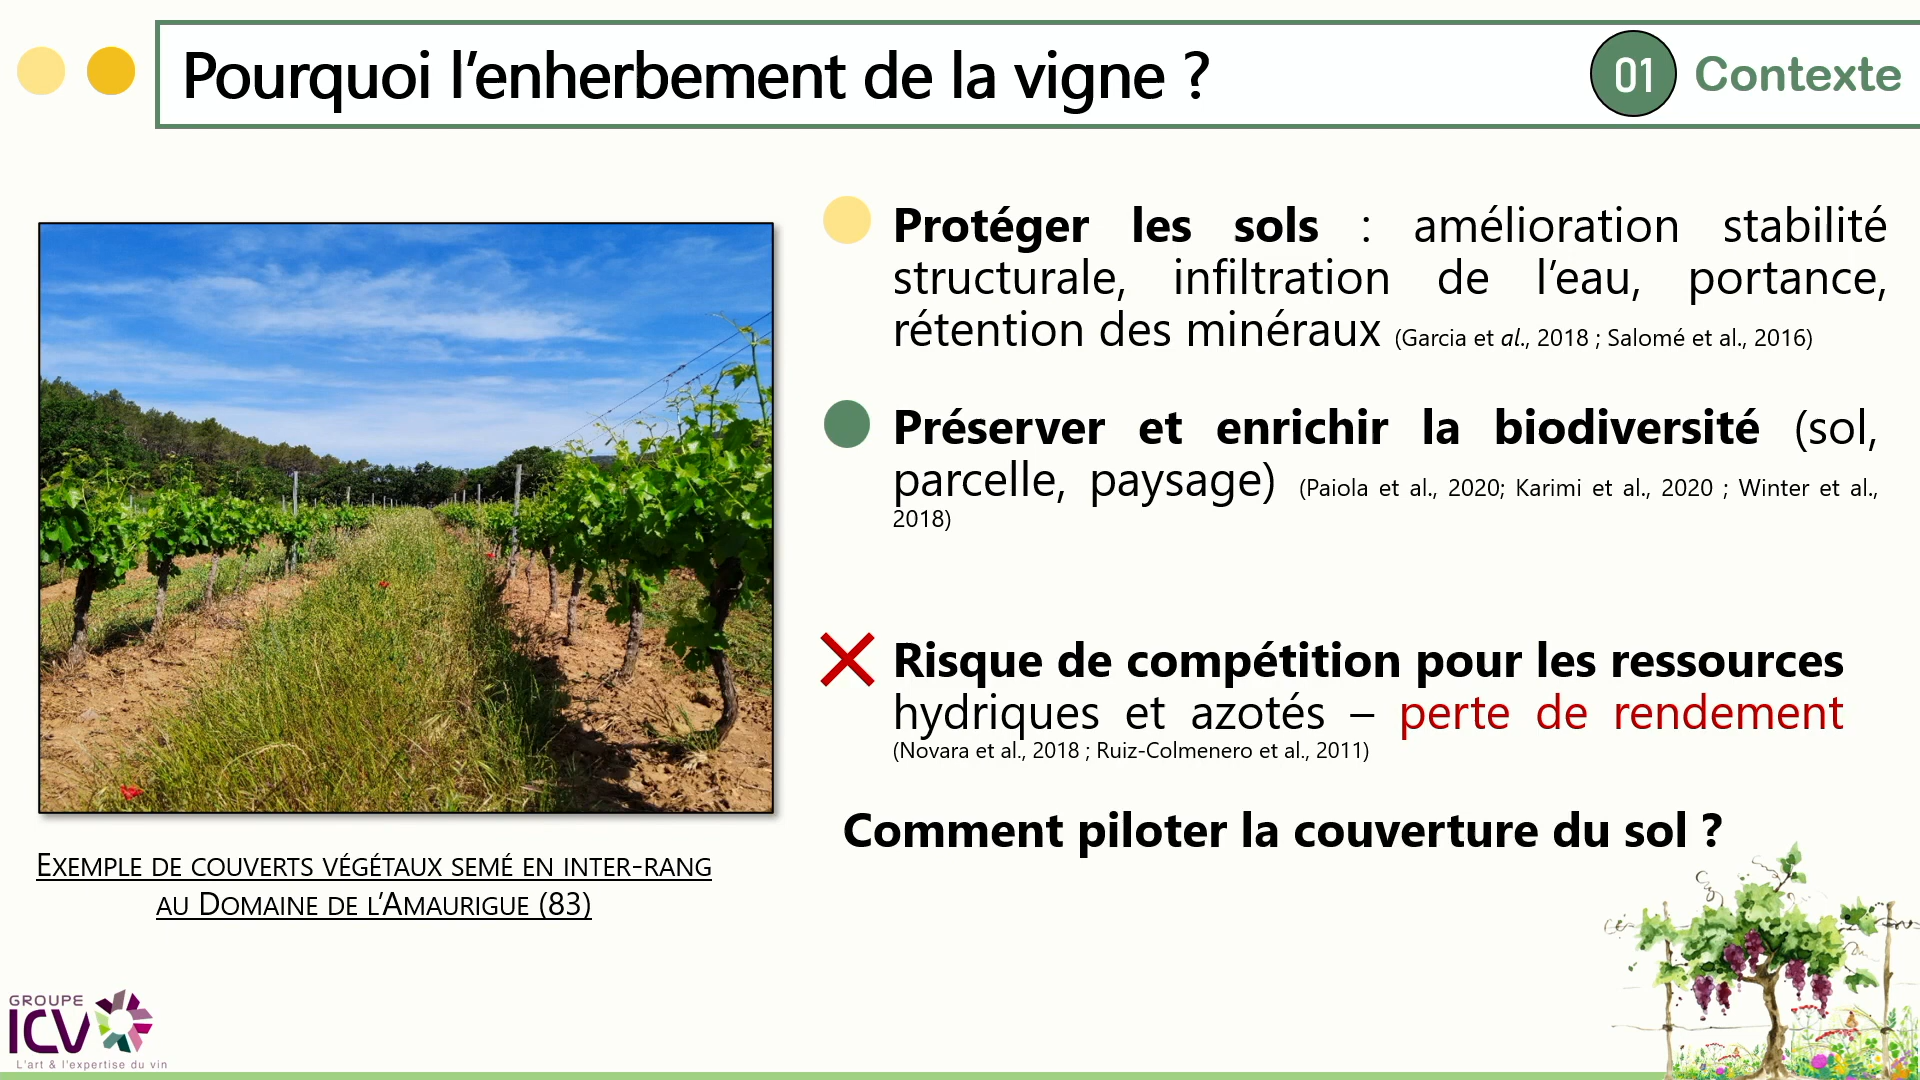 Pourquoi l’enherbement de la vigne ?
01 Contexte
Protéger les sols : amélioration stabilité
structurale, infiltration de l’eau, portance,
rétention des minéraux (Garcia et al., 2018 ; Salomé et al., 2016)
Préserver et enrichir la biodiversité (sol,
parcelle, paysage) (Paiola et al., 2020; Karimi et al., 2020 ; Winter et al.,
2018)
Risque de compétition pour les ressources
hydriques et azotés – perte de rendement
(Novara et al., 2018 ; Ruiz-Colmenero et al., 2011)
Comment piloter la couverture du sol ?
EXEMPLE DE COUVERTS VÉGÉTAUX SEMÉ EN INTER-RANG
AU DOMAINE DE L’AMAURIGUE (83)
GROUPE
ICV
L'art & l'expertise du vin